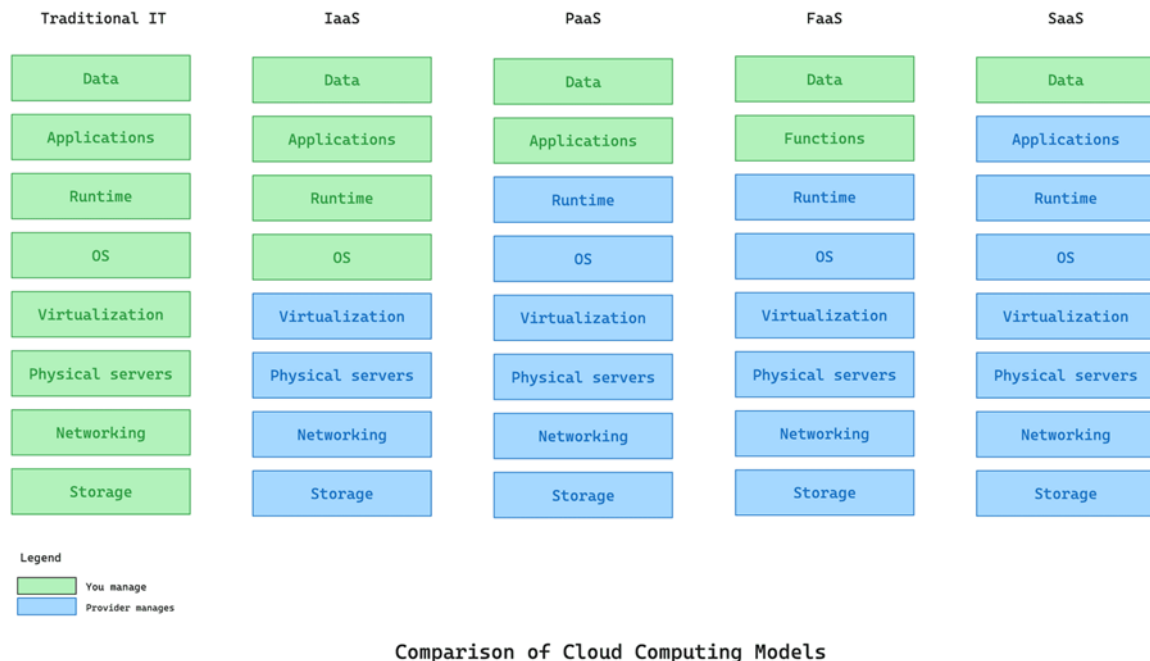 Traditional IT
IaaS
PaaS
FaaS
SaaS
Data
Data
Data
Data
Data
Applications
Applications
Applications
Functions
Applications
Runtime
Runtime
Runtime
Runtime
Runtime
OS
OS
OS
OS
OS
Virtualization
Virtualization
Virtualization
Virtualization
Virtualization
Physical servers
Physical servers
Physical servers
Physical servers
Physical servers
Networking
Networking
Networking
Networking
Networking
Storage
Storage
Storage
Storage
Storage
Legend
You manage
Provider manages
Comparison of Cloud Computing Models